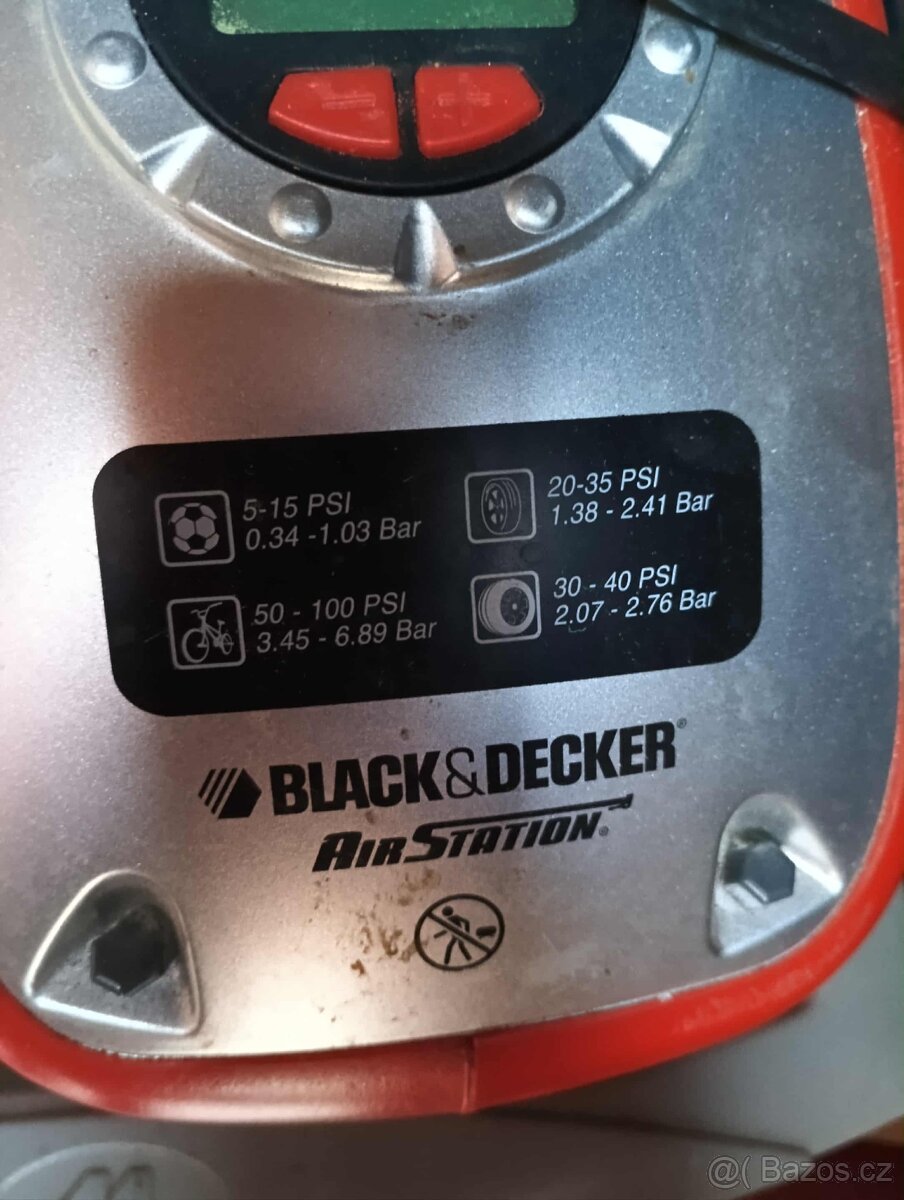 5-15 PSI
0.34 -1.03 Bar
20-35 PSI
1.38 - 2.41 Bar
50 - 100 PSI
3.45 - 6.89 Bar
30 - 40 PSI
2.07 - 2.76 Bar
BLACK&DECKER®
AIRSTATION®
@( Bazoš.cz